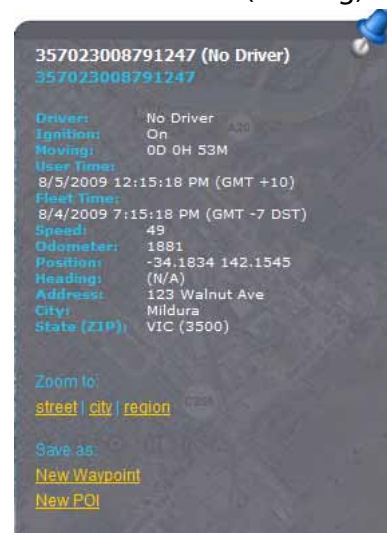 357023008791247 (No Driver)
357023008791247
Driver: No Driver
Ignition: On
Moving: 0D 0H 53M
User Time:
8/5/2009 12:15:18 PM (GMT +10)
Fleet Time:
8/4/2009 7:15:18 PM (GMT -7 DST)
Speed: 49
Odometer: 1881
Position: -34.1834 142.1545
Heading: (N/A)
Address: 123 Walnut Ave
City: Mildura
State (ZIP): VIC (3500)
Zoom to:
street | city | region
Save as:
New Waypoint
New POI